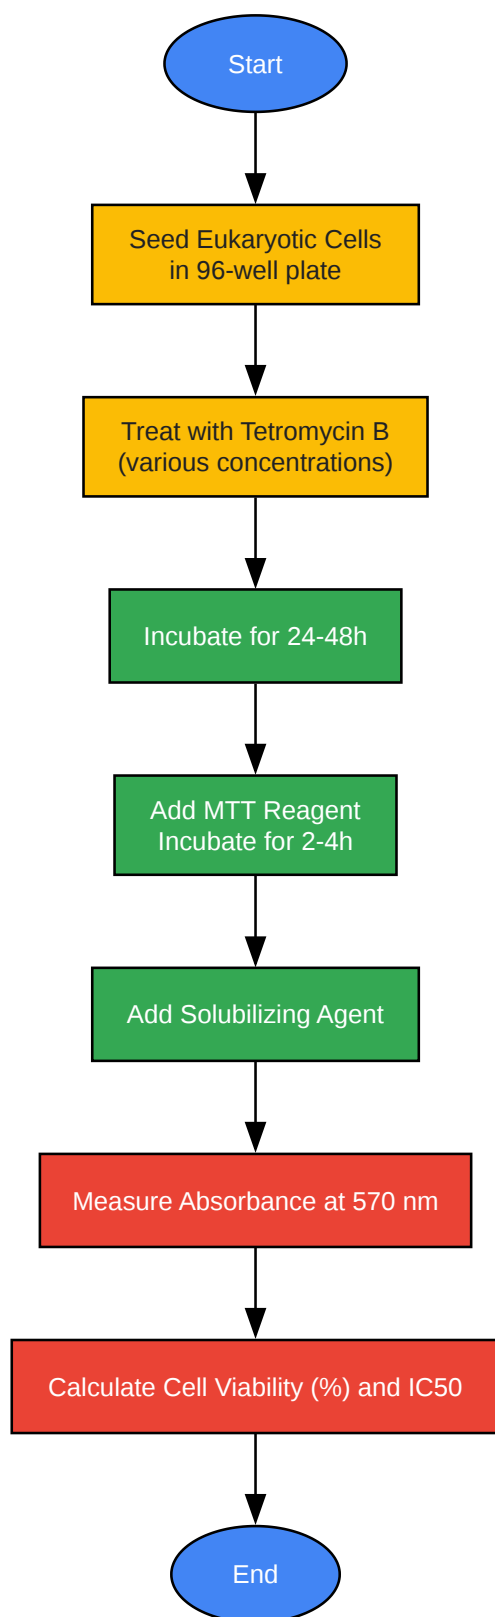 Start
Seed Eukaryotic Cells
in 96-well plate
Treat with Tetromycin B
(various concentrations)
Incubate for 24-48h
Add MTT Reagent
Incubate for 2-4h
Add Solubilizing Agent
Measure Absorbance at 570 nm
Calculate Cell Viability (%) and IC50
End